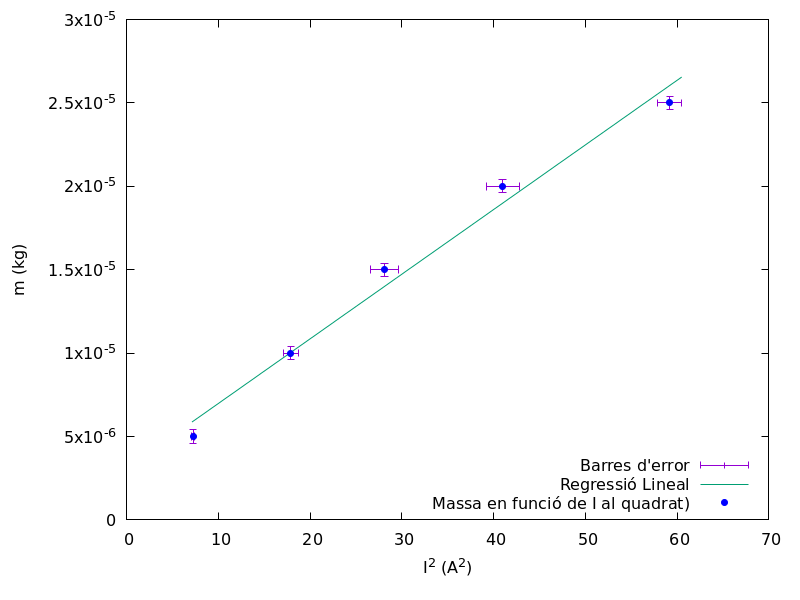 3x10⁻⁵
2.5x10⁻⁵
2x10⁻⁵
1.5x10⁻⁵
1x10⁻⁵
5x10⁻⁶
0
m (kg)
Barres d'error
Regressió Lineal
Massa en funció de I al quadrat)
0 10 20 30 40 50 60 70
I² (A²)